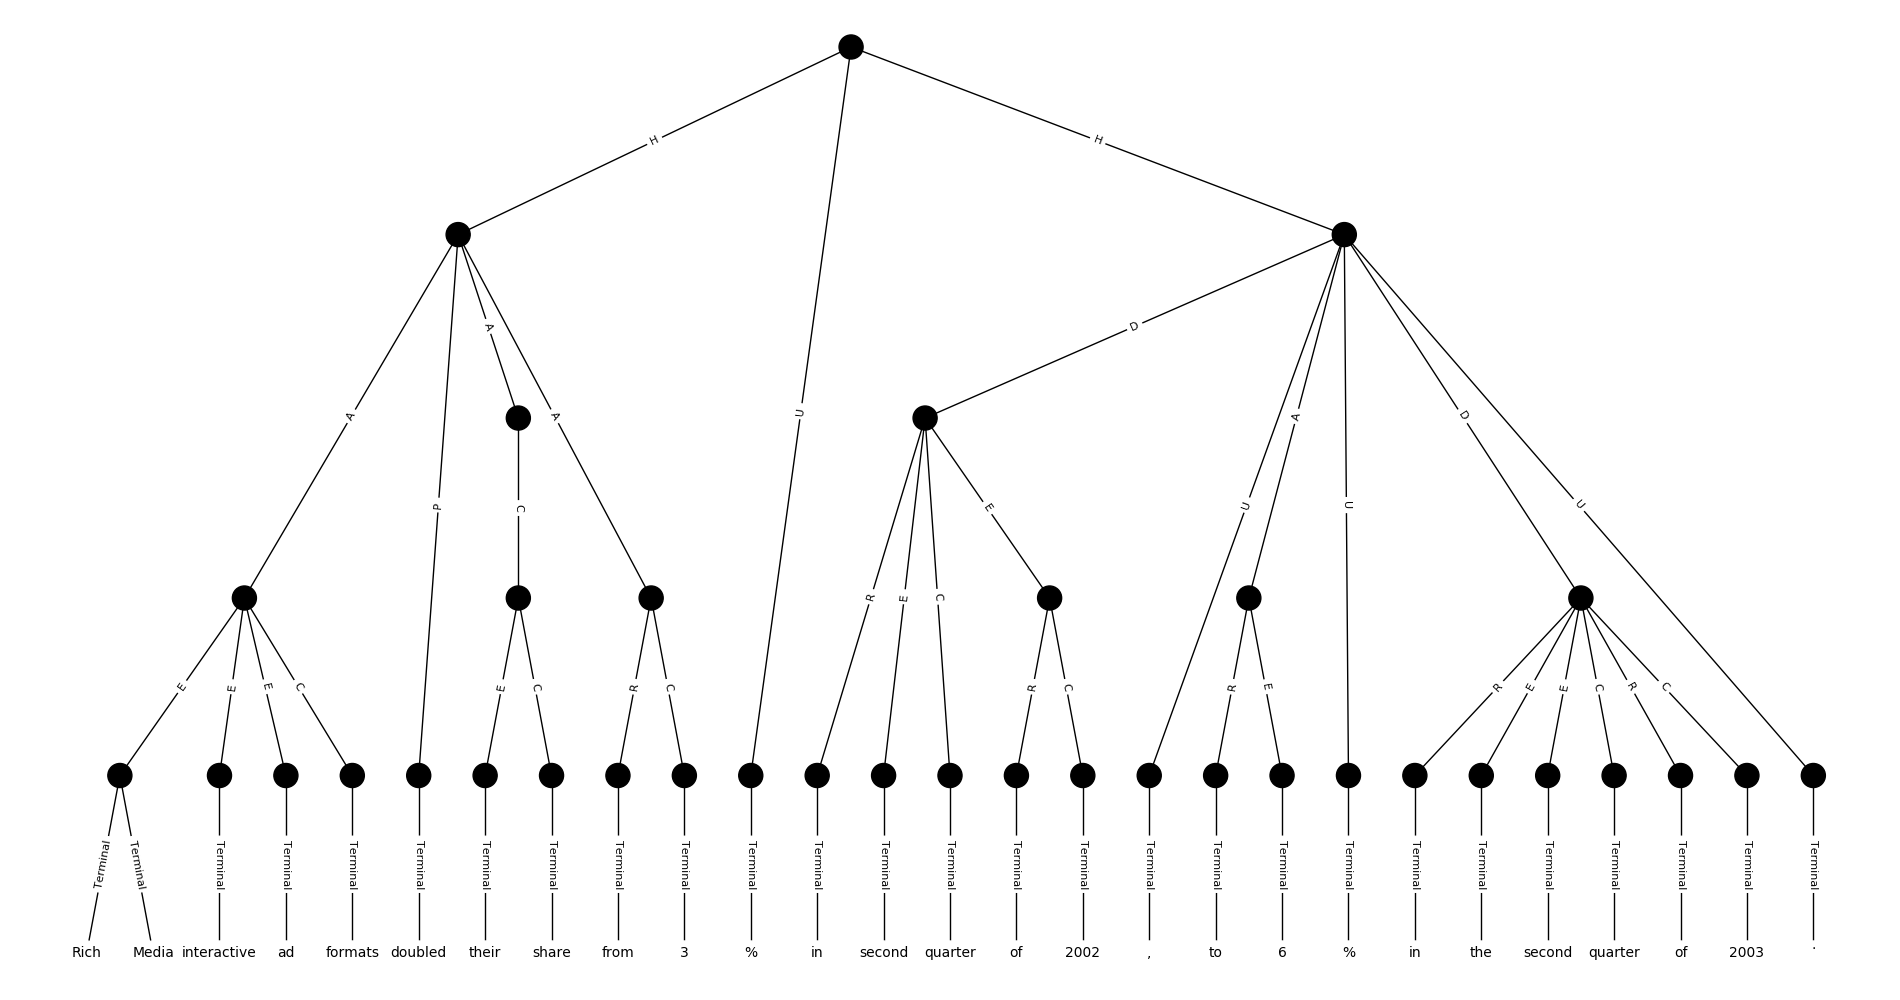 H H
A P A A U D U A U D U
C R E C E
E E E C E C R C R C R E R E E C R C
Terminal Terminal Terminal Terminal Terminal Terminal Terminal Terminal Terminal Terminal Terminal Terminal Terminal Terminal Terminal Terminal Terminal Terminal Terminal Terminal Terminal Terminal Terminal Terminal Terminal Terminal Terminal
Rich Media interactive ad formats doubled their share from 3 % in second quarter of 2002 , to 6 % in the second quarter of 2003 .